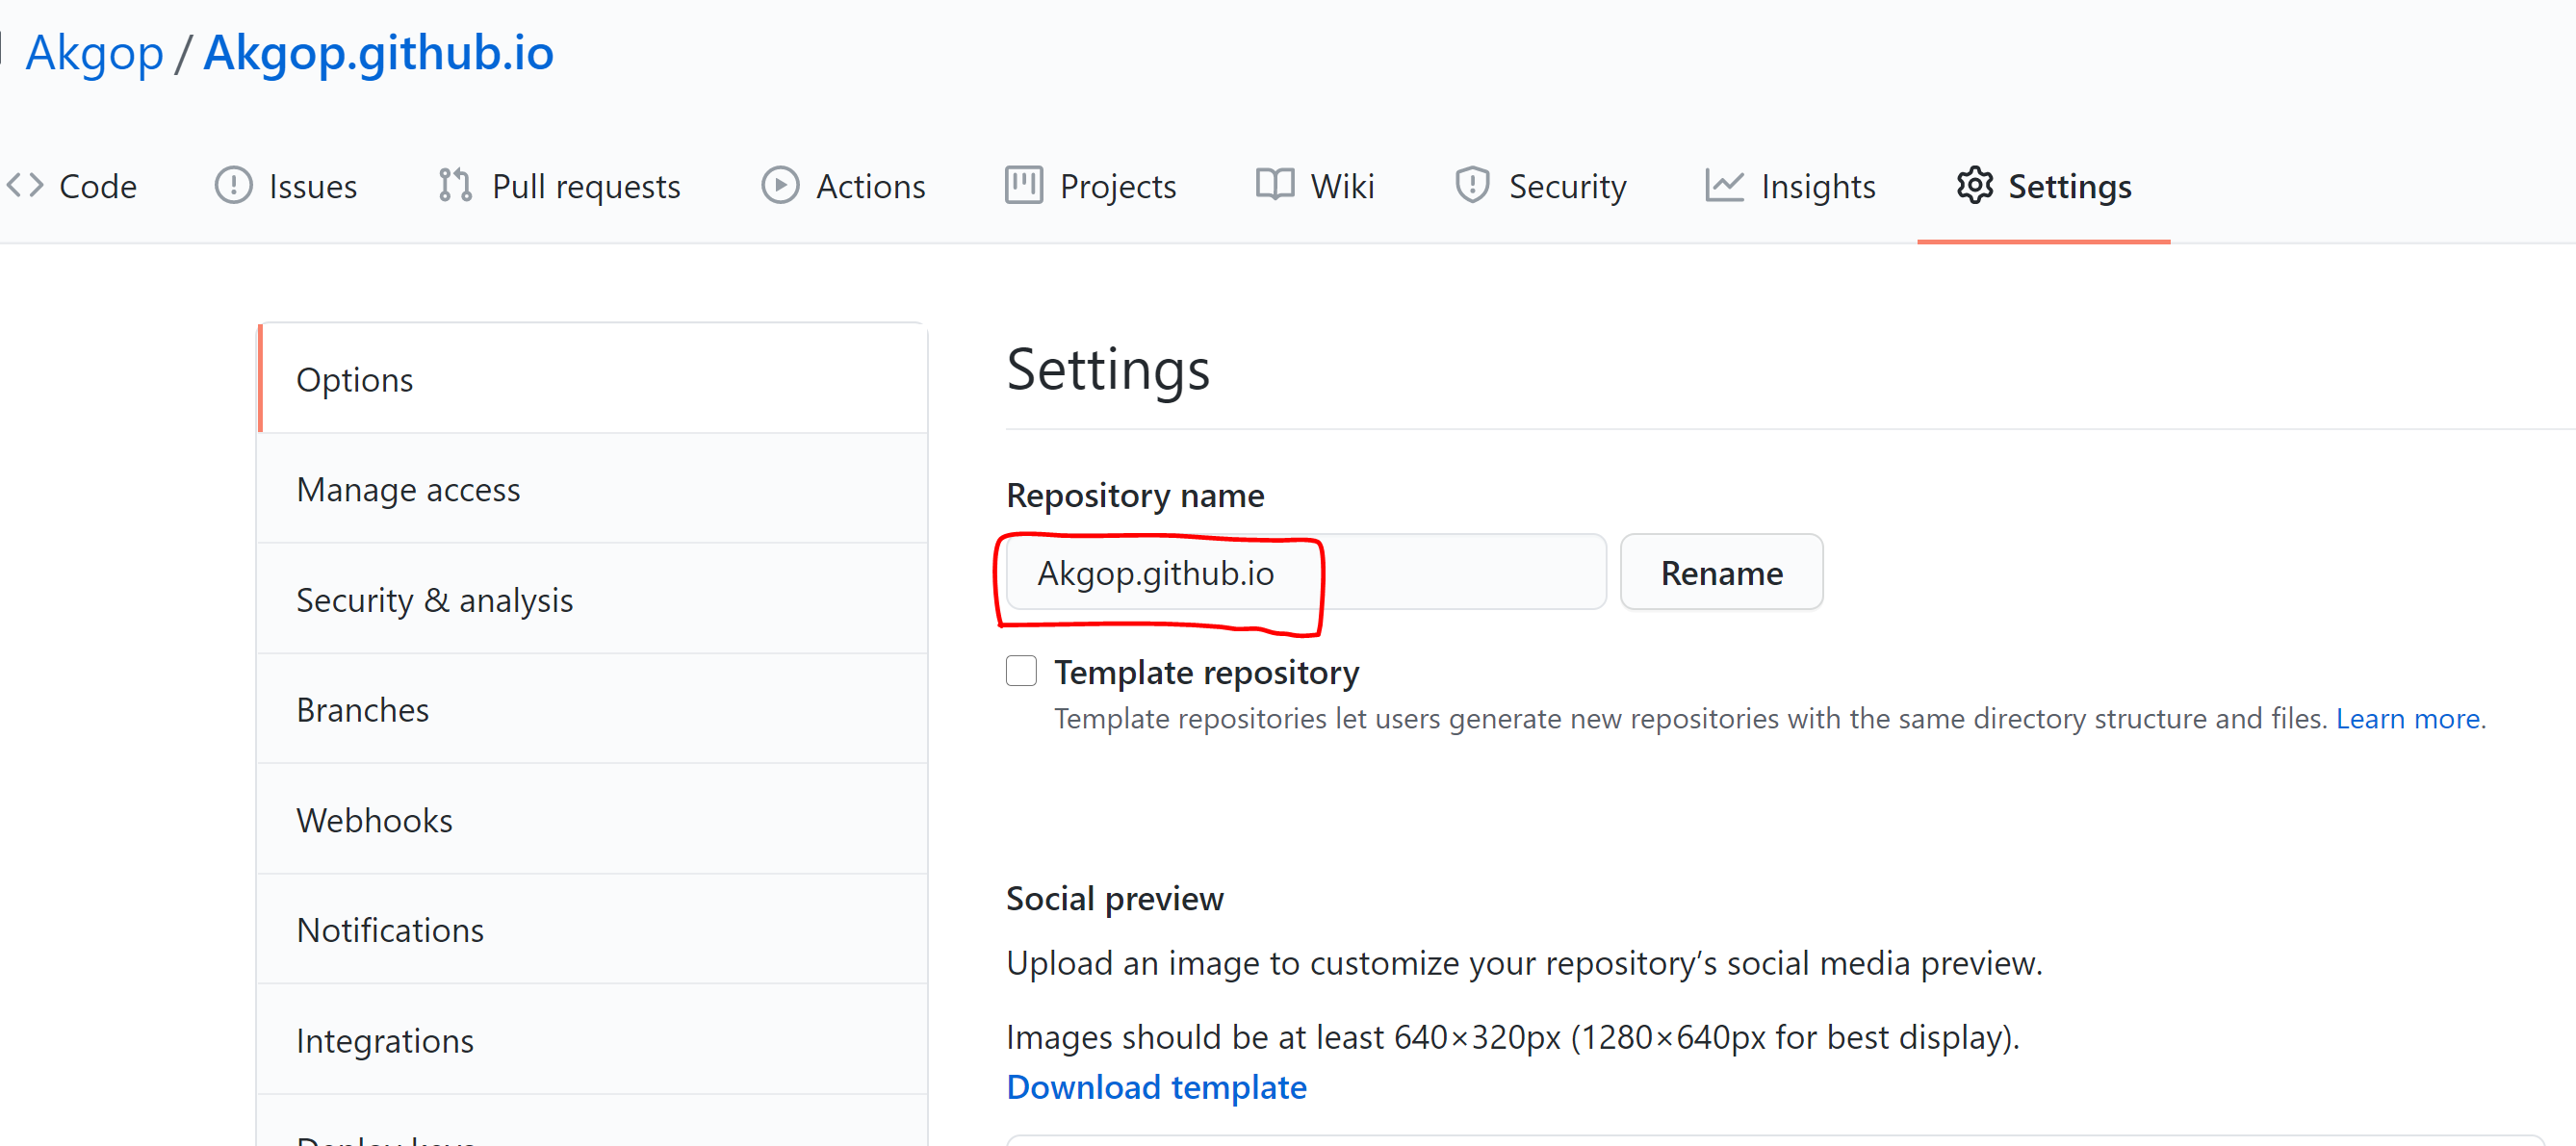 Akgop / Akgop.github.io
Code Issues Pull requests Actions Projects Wiki Security Insights Settings
Options
Manage access
Security & analysis
Branches
Webhooks
Notifications
Integrations
Deploy keys
Settings
Repository name
Akgop.github.io Rename
Template repository
Template repositories let users generate new repositories with the same directory structure and files. Learn more.
Social preview
Upload an image to customize your repository’s social media preview.
Images should be at least 640×320px (1280×640px for best display).
Download template